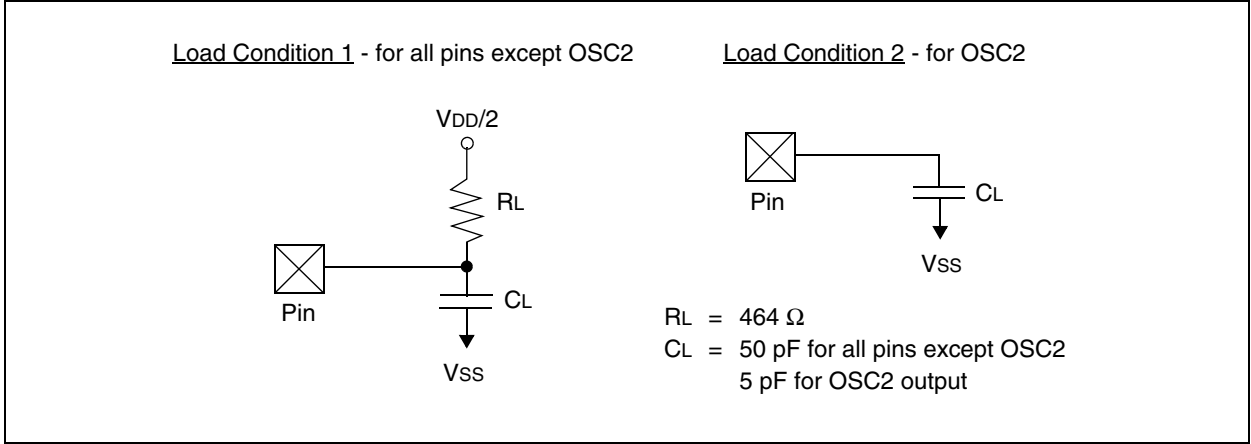 Load Condition 1 - for all pins except OSC2
VDD/2
RL
Pin
CL
VSS
Load Condition 2 - for OSC2
Pin
CL
VSS
RL = 464 Ω
CL = 50 pF for all pins except OSC2
5 pF for OSC2 output